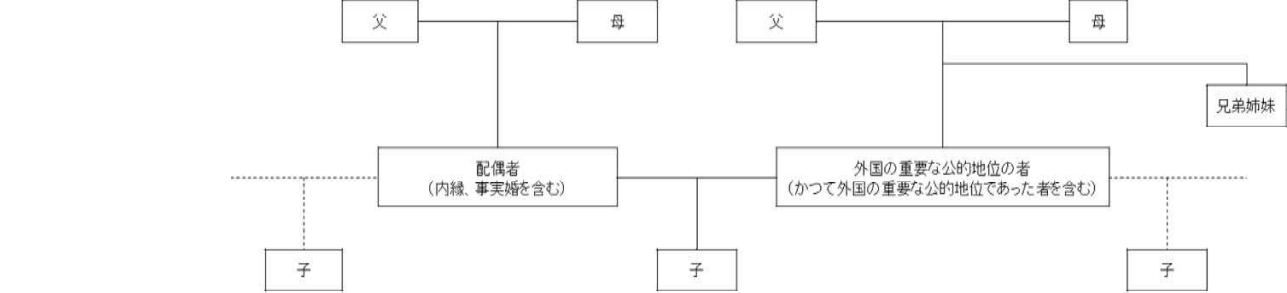 父
母
父
母
兄弟姉妹
配偶者
（内縁、事実婚を含む）
外国の重要な公的地位の者
（かつて外国の重要な公的地位であった者を含む）
子
子
子